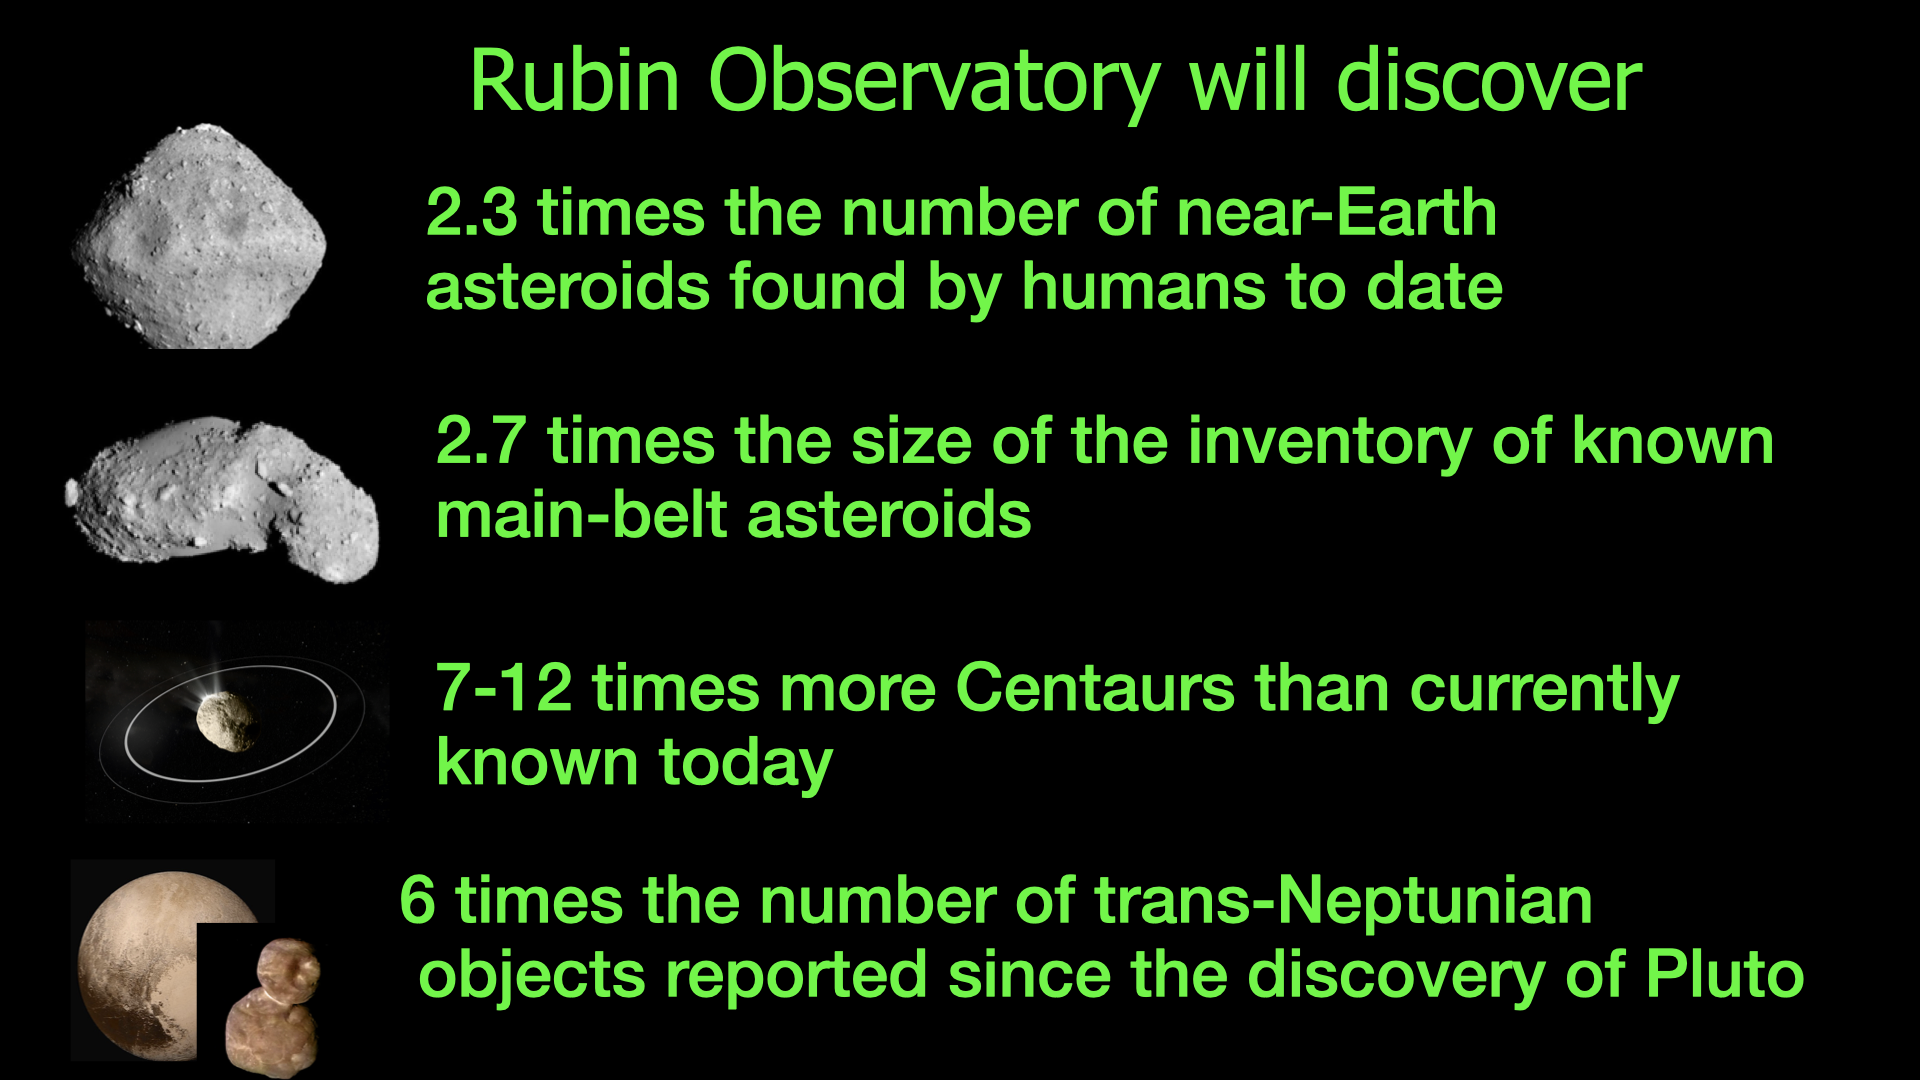 Rubin Observatory will discover
2.3 times the number of near-Earth
asteroids found by humans to date
2.7 times the size of the inventory of known
main-belt asteroids
7-12 times more Centaurs than currently
known today
6 times the number of trans-Neptunian
objects reported since the discovery of Pluto